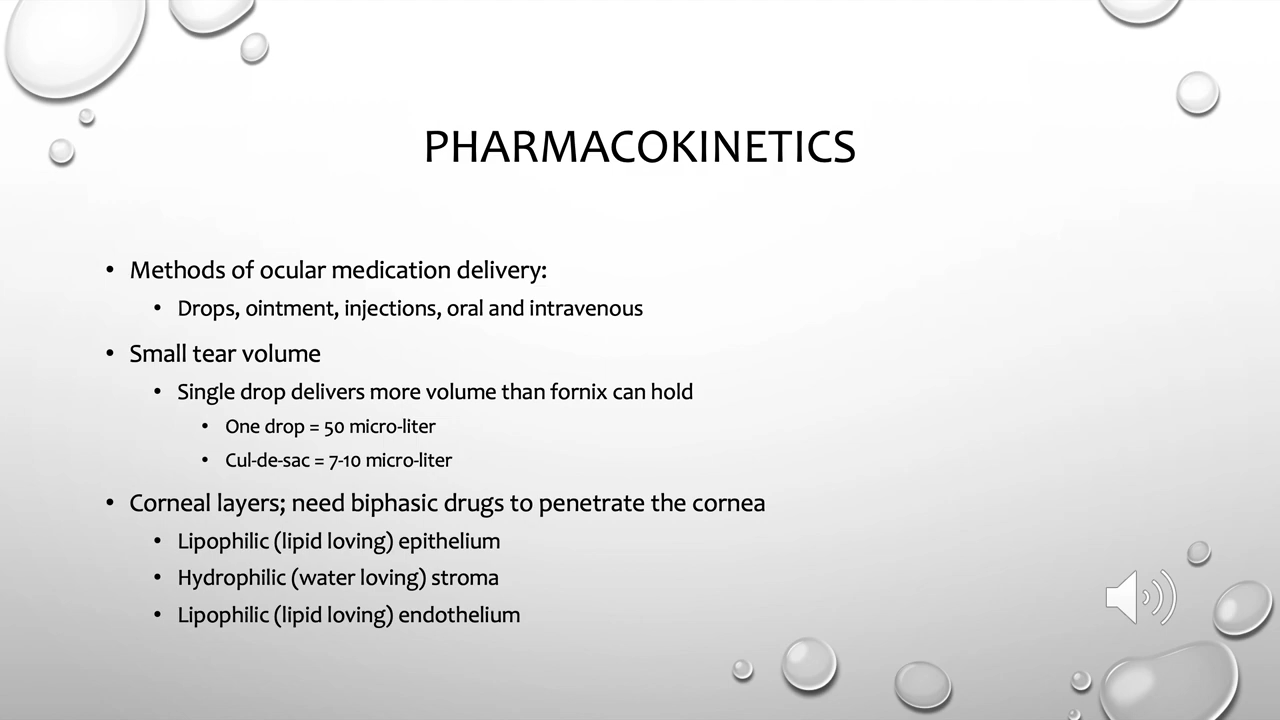 PHARMACOKINETICS
• Methods of ocular medication delivery:
• Drops, ointment, injections, oral and intravenous
• Small tear volume
• Single drop delivers more volume than fornix can hold
• One drop = 50 micro-liter
• Cul-de-sac = 7-10 micro-liter
• Corneal layers; need biphasic drugs to penetrate the cornea
• Lipophilic (lipid loving) epithelium
• Hydrophilic (water loving) stroma
• Lipophilic (lipid loving) endothelium